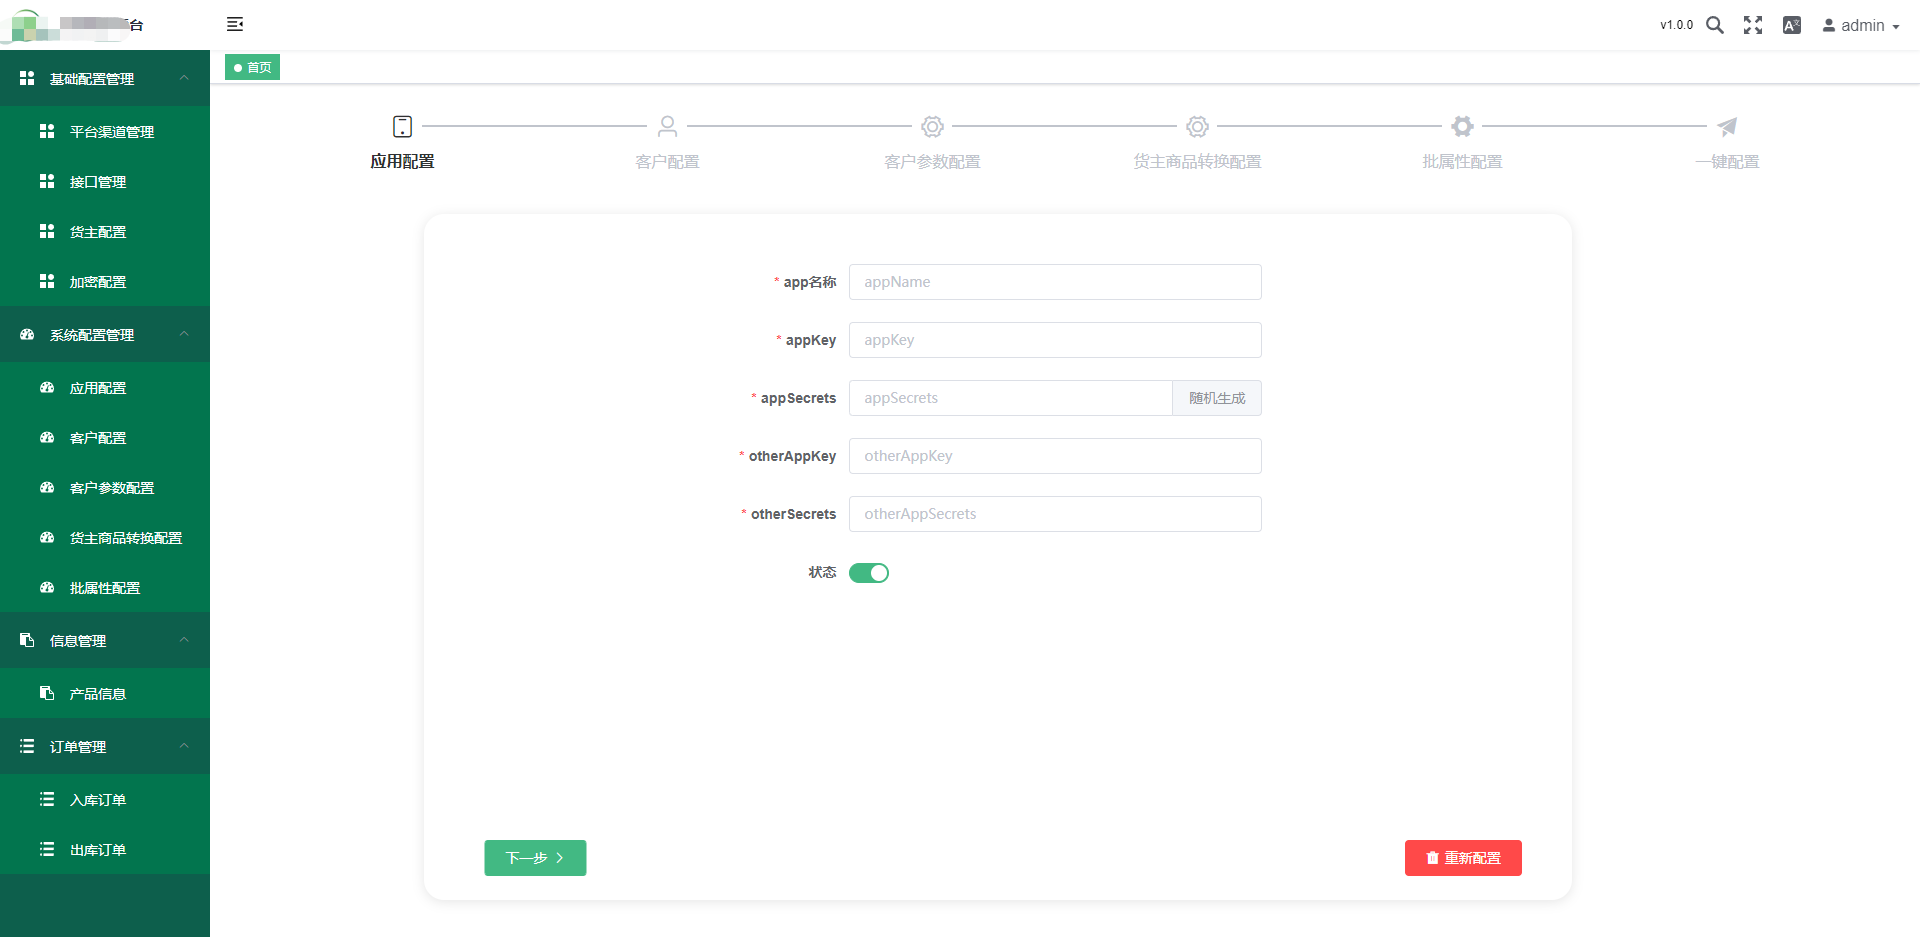 台
v1.0.0
admin
首页
基础配置管理
平台渠道管理
接口管理
货主配置
加密配置
系统配置管理
应用配置
客户配置
客户参数配置
货主商品转换配置
批属性配置
信息管理
产品信息
订单管理
入库订单
出库订单
应用配置
客户配置
客户参数配置
货主商品转换配置
批属性配置
一键配置
* app名称 appName
* appKey appKey
* appSecrets appSecrets 随机生成
* otherAppKey otherAppKey
* otherSecrets otherAppSecrets
状态
下一步
重新配置